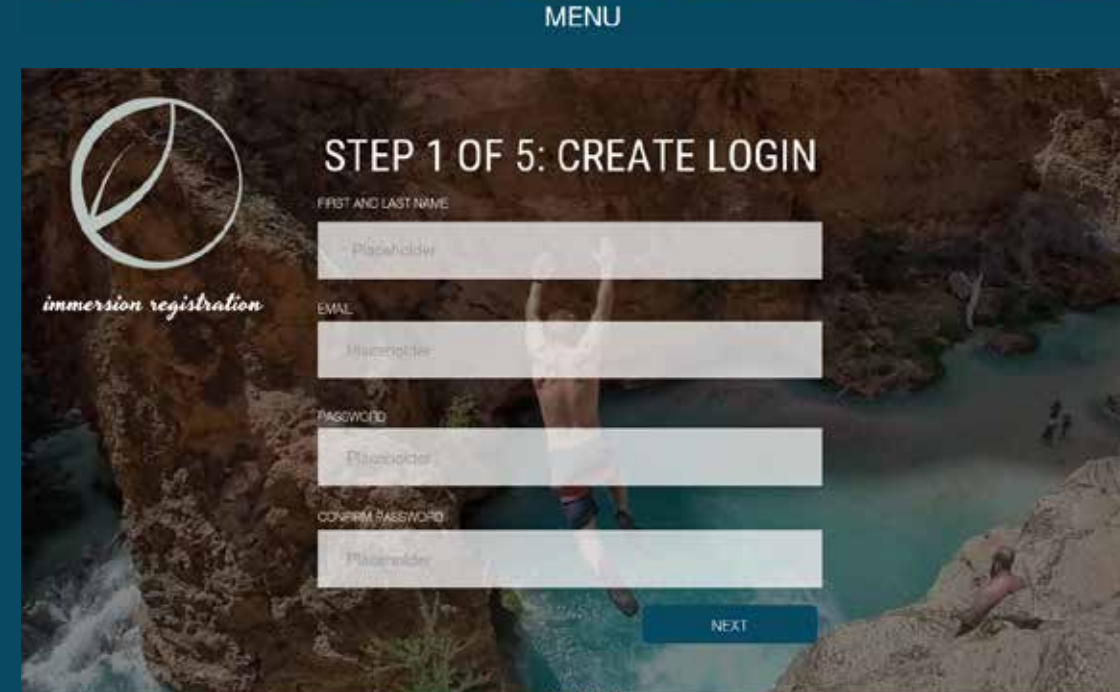 MENU
STEP 1 OF 5: CREATE LOGIN
FIRST AND LAST NAME
Placeholder
immersion registration
EMAIL
Placeholder
PASSWORD
Placeholder
CONFIRM PASSWORD
Placeholder
NEXT